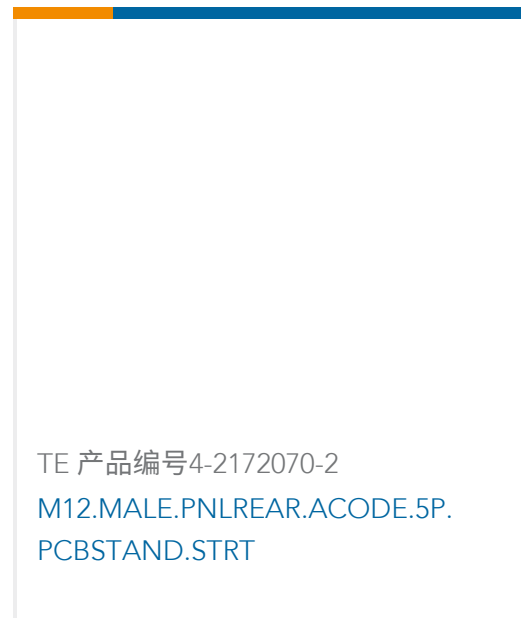 TE 产品编号4-2172070-2
M12.MALE.PNLREAR.ACODE.5P.
PCBSTAND.STRT